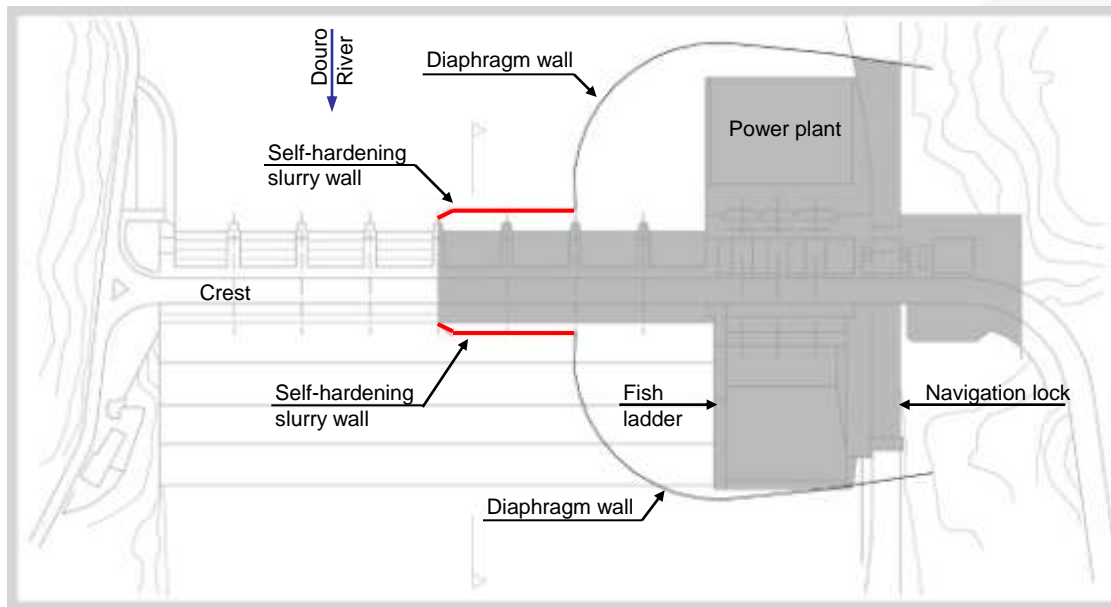 Douro
River
Diaphragm wall
Power plant
Self-hardening
slurry wall
Crest
Self-hardening
slurry wall
Fish
ladder
Navigation lock
Diaphragm wall